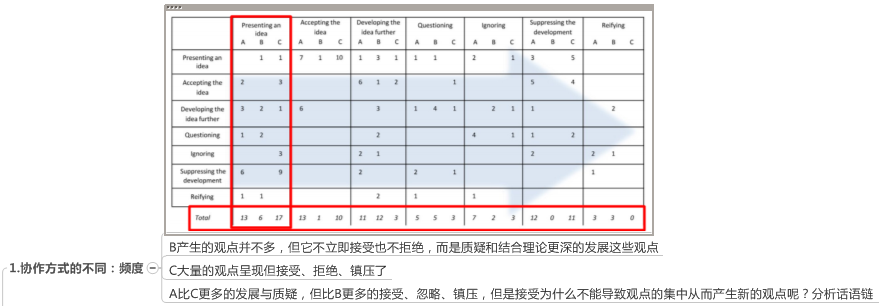 Presenting an idea Accepting the idea Developing the idea further Questioning Ignoring Suppressing the development Reifying
A B C A B C A B C A B C A B C A B C A B C
Presenting an idea 1 1 7 1 10 1 3 1 1 1 2 1 3 5
Accepting the idea 2 3 6 1 2 1 5 4
Developing the idea further 3 2 1 6 3 1 4 1 2 1 1 2
Questioning 1 2 2 4 1 1 2
Ignoring 3 2 1 2 2 1
Suppressing the development 6 9 2 2 1 1
Reifying 1 1 2 1 1
Total 13 6 17 13 1 10 11 12 3 5 5 3 7 2 3 12 0 11 3 3 0
B产生的观点并不多，但它不立即接受也不拒绝，而是质疑和结合理论更深的发展这些观点
1.协作方式的不同：频度
C大量的观点呈现但接受、拒绝、镇压了
A比C更多的发展与质疑，但比B更多的接受、忽略、镇压，但是接受为什么不能导致观点的集中从而产生新的观点呢？分析话语链